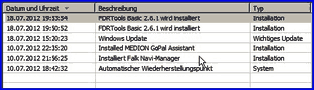 Datum und Uhrzeit Beschreibung Typ
18.07.2012 19:33:54 FDRTools Basic 2.6.1 wird installiert Installation
18.07.2012 19:32:50 FDRTools Basic 2.6.1 wird installiert Installation
18.07.2012 15:20:23 Windows Update Wichtiges Update
10.07.2012 22:35:20 Installed MEDION GoPal Assistant Installation
10.07.2012 21:56:25 Installiert Falk Navi-Manager Installation
10.07.2012 18:42:32 Automatischer Wiederherstellungspunkt System